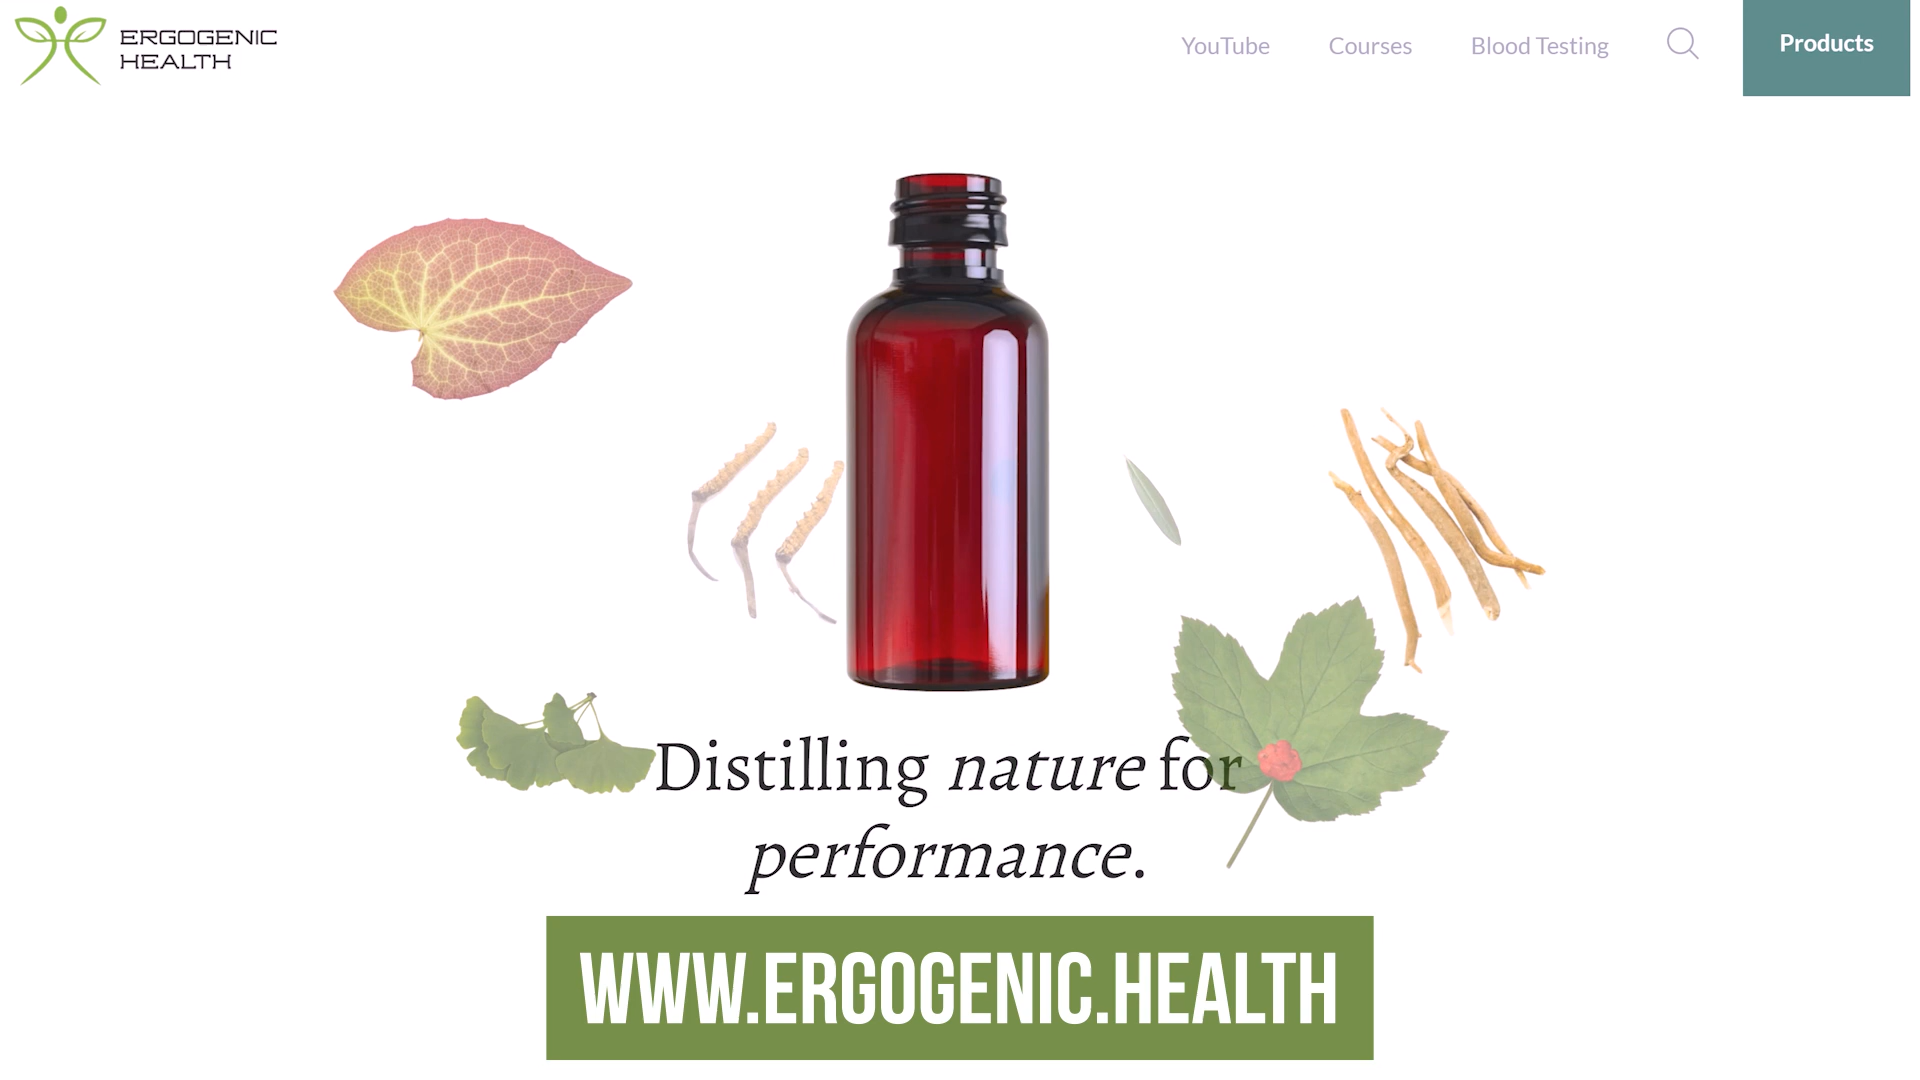 ERGOGENIC
HEALTH
YouTube Courses Blood Testing Products
Distilling nature for
performance.
WWW.ERGOGENIC.HEALTH